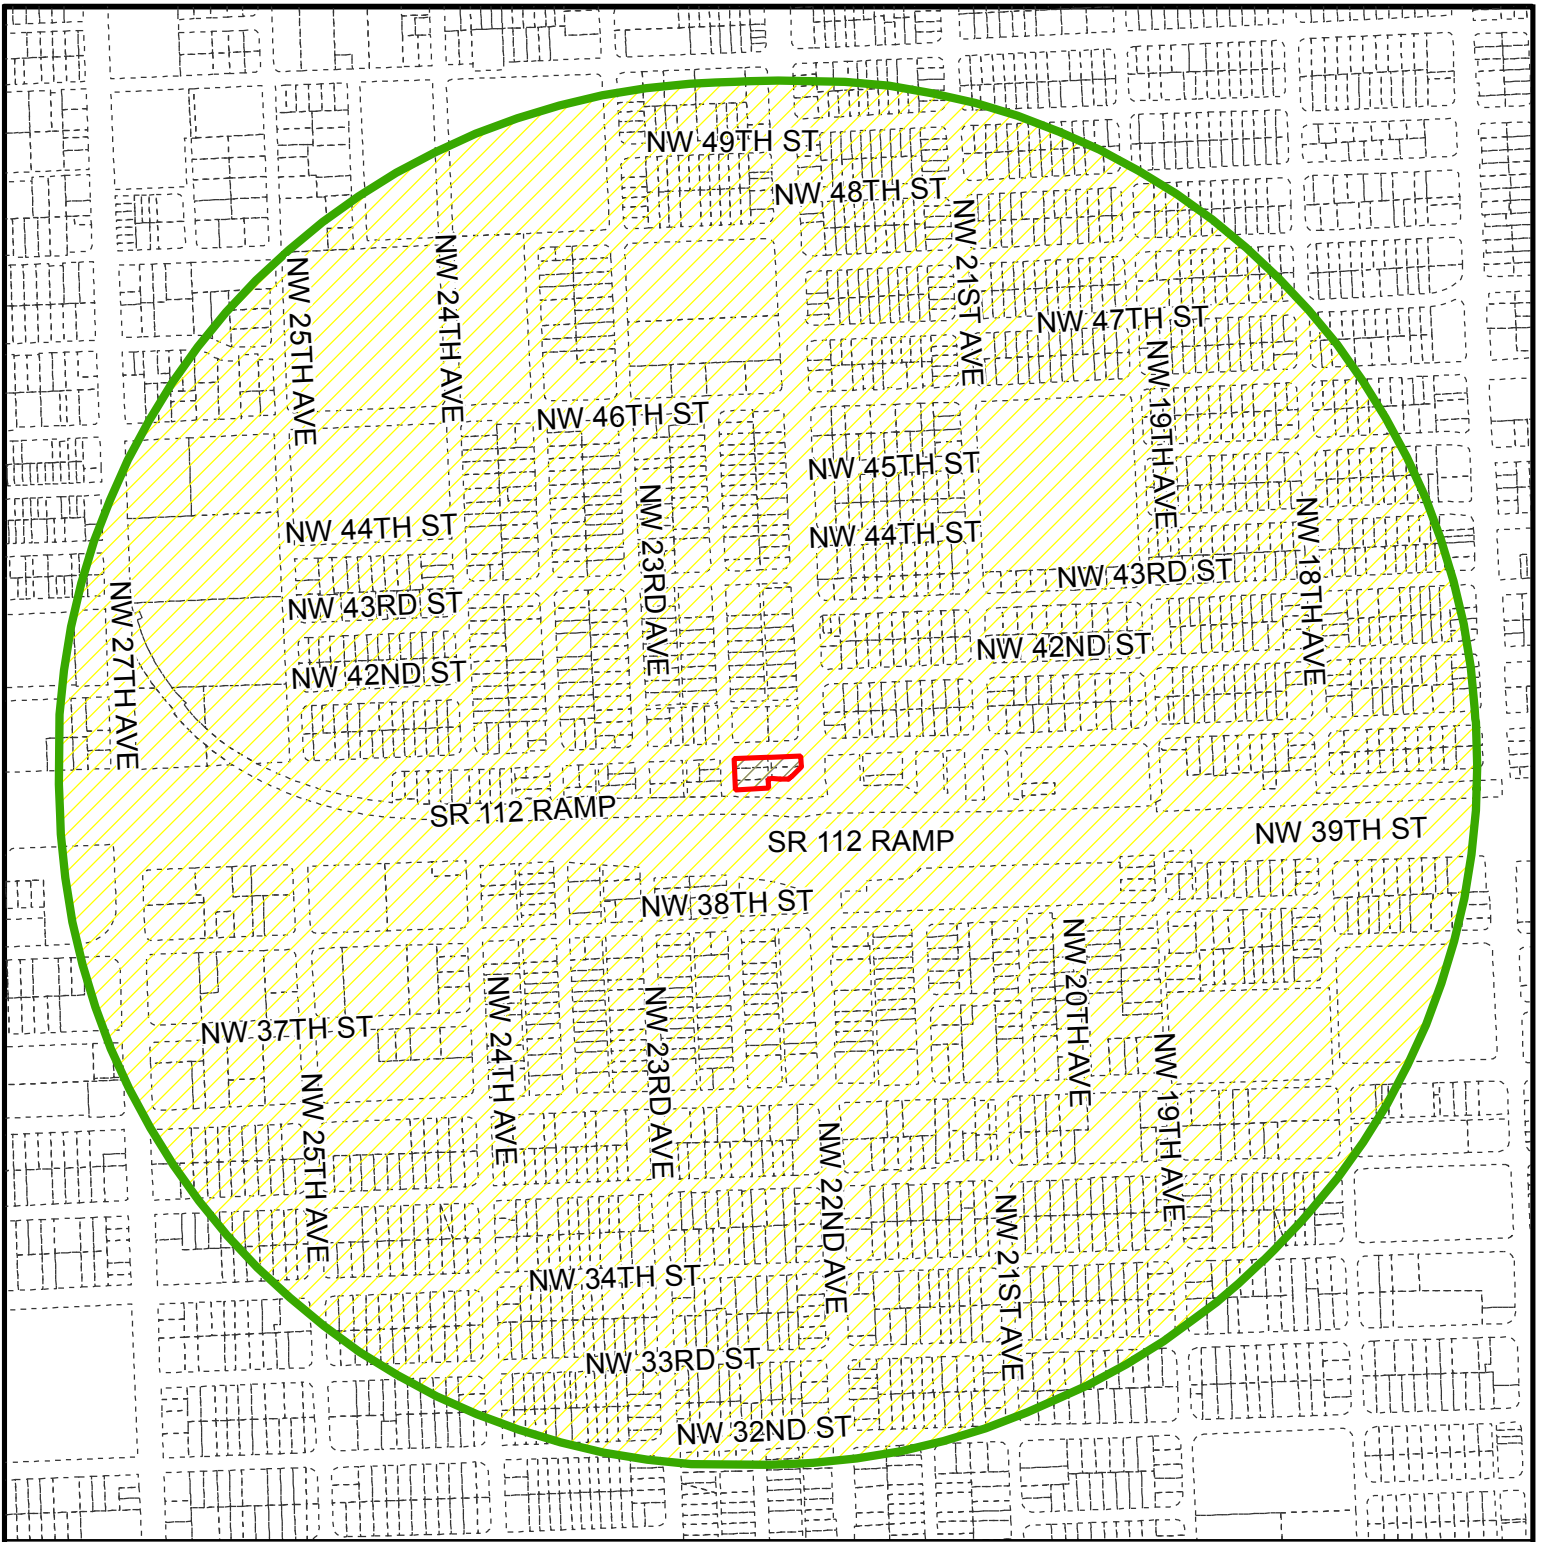 NW 49TH ST
NW 48TH ST
NW 21ST AVE
NW 24TH AVE
NW 25TH AVE
NW 47TH ST
NW 19TH AVE
NW 46TH ST
NW 45TH ST
NW 23RD AVE
NW 18TH AVE
NW 44TH ST
NW 44TH ST
NW 43RD ST
NW 27TH AVE
NW 43RD ST
NW 42ND ST
NW 42ND ST
SR 112 RAMP
SR 112 RAMP
NW 39TH ST
NW 38TH ST
NW 20TH AVE
NW 24TH AVE
NW 23RD AVE
NW 37TH ST
NW 19TH AVE
NW 25TH AVE
NW 22ND AVE
NW 21ST AVE
NW 34TH ST
NW 33RD ST
NW 32ND ST